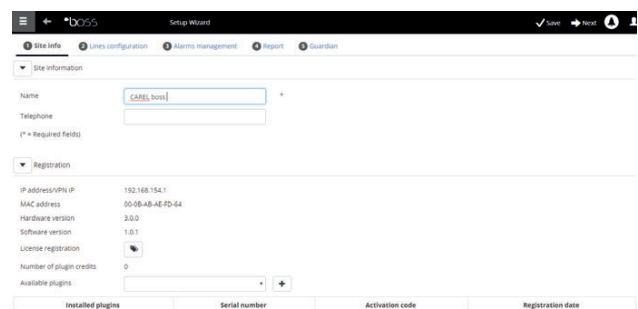 boss Setup Wizard Save Next
1 Site info 2 Lines configuration 3 Alarms management 4 Report 5 Guardian
Site information
Name CAREL boss *
Telephone
(* = Required fields)
Registration
IP address/VPN IP 192.168.154.1
MAC address 00-0B-AB-AE-FD-64
Hardware version 3.0.0
Software version 1.0.1
License registration
Number of plugin credits 0
Available plugins
Installed plugins Serial number Activation code Registration date